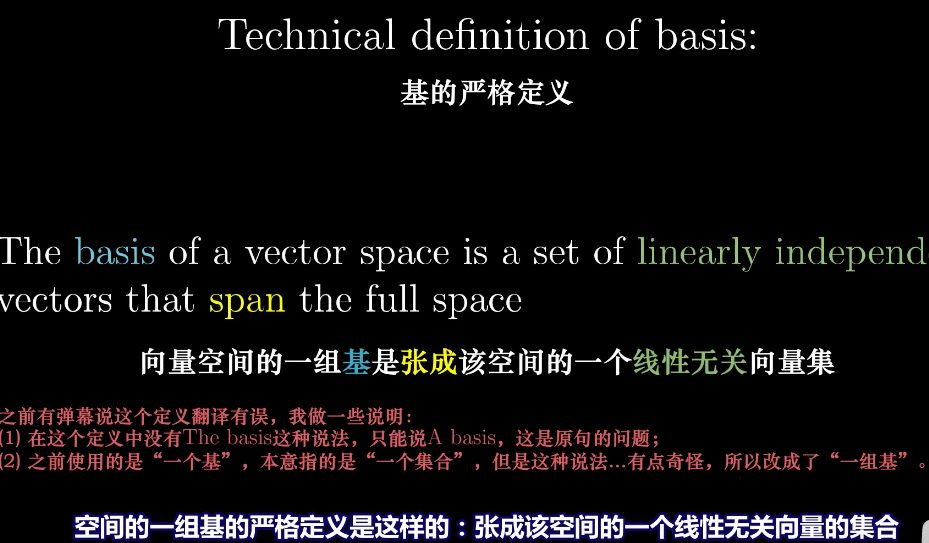 Technical definition of basis:
基的严格定义
The basis of a vector space is a set of linearly
vectors that span the full space
向量空间的一组基是张成该空间的一个线性无关向量集
之前有弹幕说这个定义翻译有误，我做一些说明：
(1) 在这个定义中没有The basis这种说法，只能说A basis，这是原句的问题；
(2) 之前使用的是“一个基”，本意指的是“一个集合”，但是这种说法...有点奇怪，所以改成了“一组基”。
空间的一组基的严格定义是这样的：张成该空间的一个线性无关向量的集合